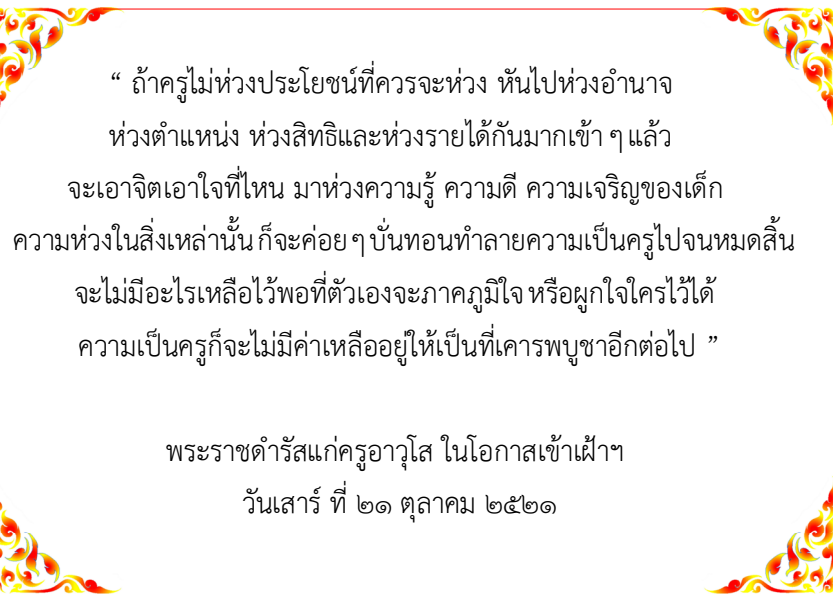 “ ถ้าครูไม่ห่วงประโยชน์ที่ควรจะห่วง หันไปห่วงอำนาจ
ห่วงตำแหน่ง ห่วงสิทธิและห่วงรายได้กันมากเข้า ๆ แล้ว
จะเอาจิตเอาใจที่ไหน มาห่วงความรู้ ความดี ความเจริญของเด็ก
ความห่วงในสิ่งเหล่านั้น ก็จะค่อย ๆ บั่นทอนทำลายความเป็นครูไปจนหมดสิ้น
จะไม่มีอะไรเหลือไว้พอที่ตัวเองจะภาคภูมิใจ หรือผูกใจใครไว้ได้
ความเป็นครูก็จะไม่มีค่าเหลืออยู่ให้เป็นที่เคารพบูชาอีกต่อไป ”
พระราชดำรัสแก่ครูอาวุโส ในโอกาสเข้าเฝ้าฯ
วันเสาร์ ที่ ๒๑ ตุลาคม ๒๕๒๑